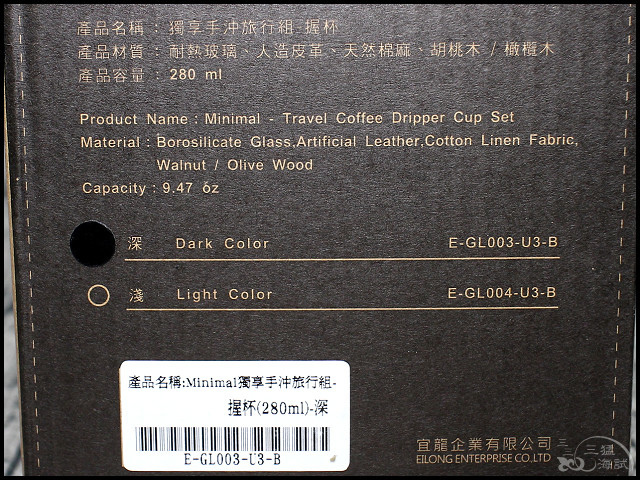 產品名稱： 獨享手沖旅行組_握杯
產品材質： 耐熱玻璃、人造皮革、天然棉麻、胡桃木 / 橄欖木
產品容量： 280 ml
Product Name : Minimal - Travel Coffee Dripper Cup Set
Material : Borosilicate Glass,Artificial Leather,Cotton Linen Fabric,
Walnut / Olive Wood
Capacity : 9.47 oz
深 Dark Color E-GL003-U3-B
淺 Light Color E-GL004-U3-B
產品名稱:Minimal獨享手沖旅行組-
握杯(280ml)-深
E-GL003-U3-B
宜龍企業有限公司
EILONG ENTERPRISE CO.,LTD
三猛
海試